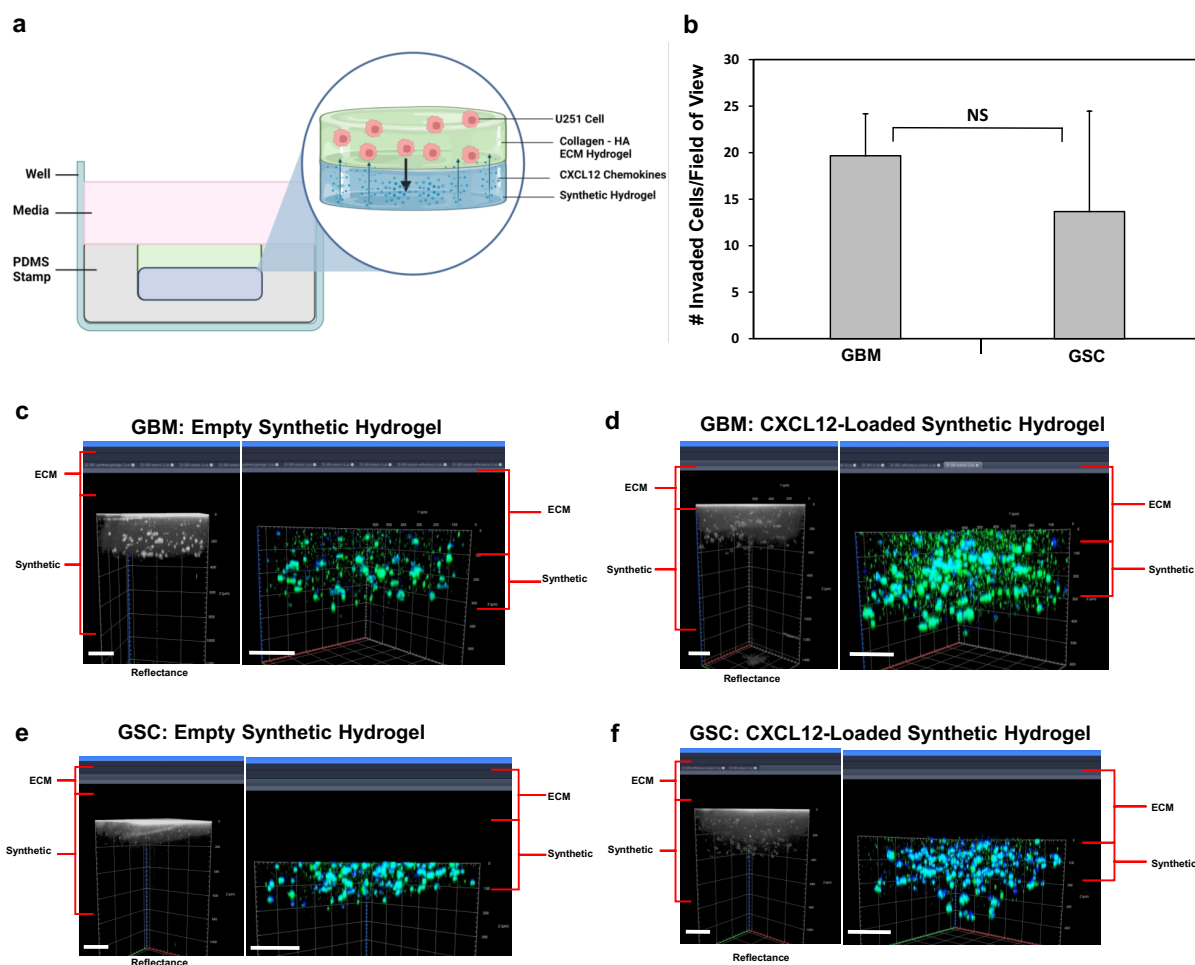 a
Well
Media
PDMS
Stamp
U251 Cell
Collagen - HA
ECM Hydrogel
CXCL12 Chemokines
Synthetic Hydrogel
b
# Invaded Cells/Field of View
30
25
20
15
10
5
0
NS
GBM
GSC
c
GBM: Empty Synthetic Hydrogel
ECM
Synthetic
ECM
Synthetic
Reflectance
d
GBM: CXCL12-Loaded Synthetic Hydrogel
ECM
Synthetic
ECM
Synthetic
Reflectance
e
GSC: Empty Synthetic Hydrogel
ECM
Synthetic
ECM
Synthetic
Reflectance
f
GSC: CXCL12-Loaded Synthetic Hydrogel
ECM
Synthetic
ECM
Synthetic
Reflectance